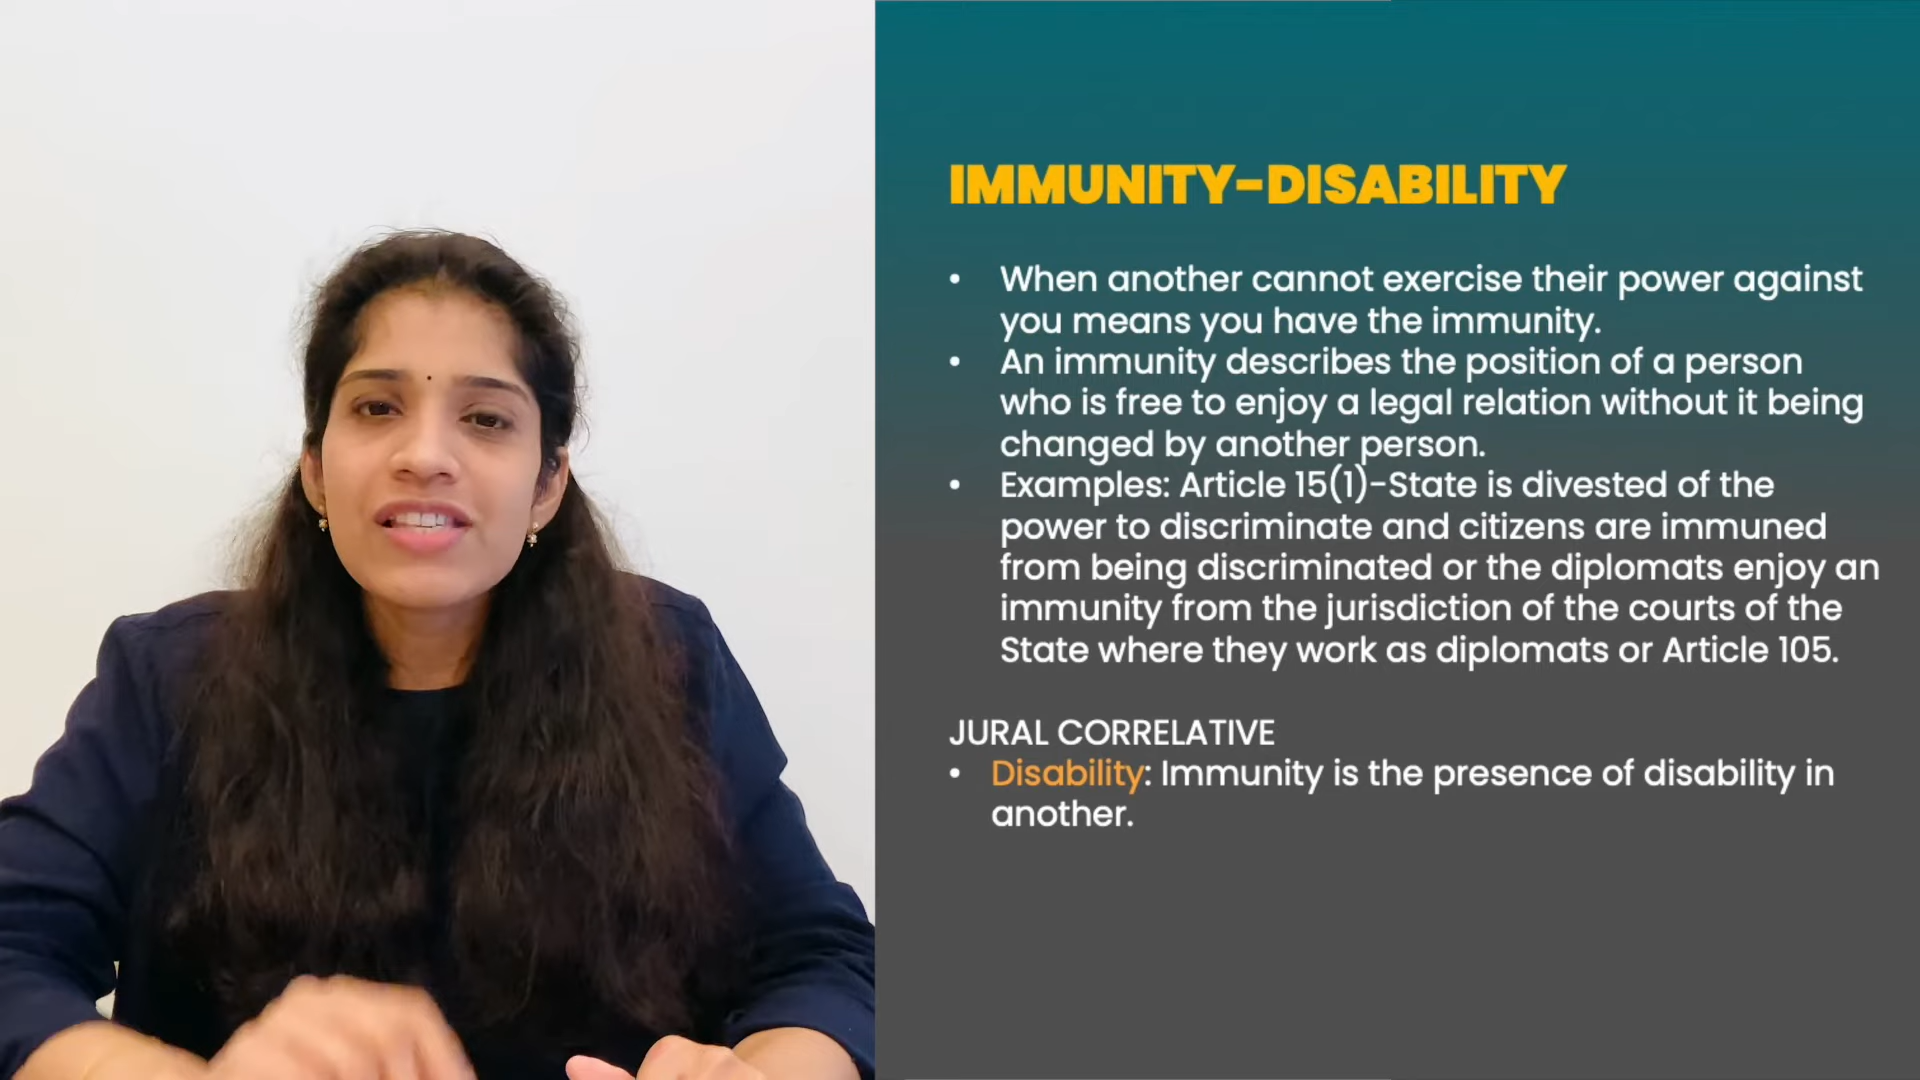 IMMUNITY-DISABILITY
• When another cannot exercise their power against
you means you have the immunity.
• An immunity describes the position of a person
who is free to enjoy a legal relation without it being
changed by another person.
• Examples: Article 15(1)-State is divested of the
power to discriminate and citizens are immuned
from being discriminated or the diplomats enjoy an
immunity from the jurisdiction of the courts of the
State where they work as diplomats or Article 105.
JURAL CORRELATIVE
• Disability: Immunity is the presence of disability in
another.